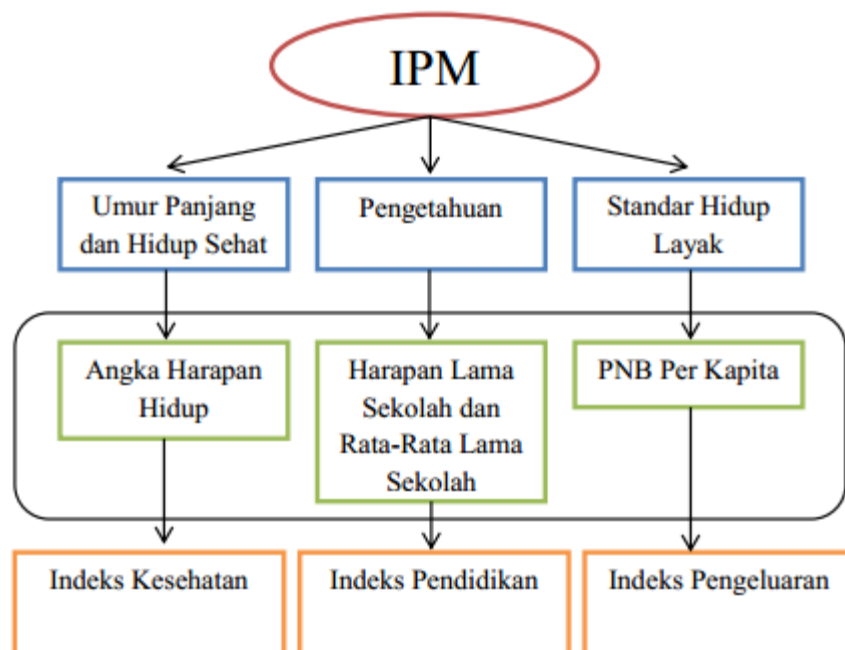 IPM
Umur Panjang
dan Hidup Sehat
Pengetahuan
Standar Hidup
Layak
Angka Harapan
Hidup
Harapan Lama
Sekolah dan
Rata-Rata Lama
Sekolah
PNB Per Kapita
Indeks Kesehatan
Indeks Pendidikan
Indeks Pengeluaran